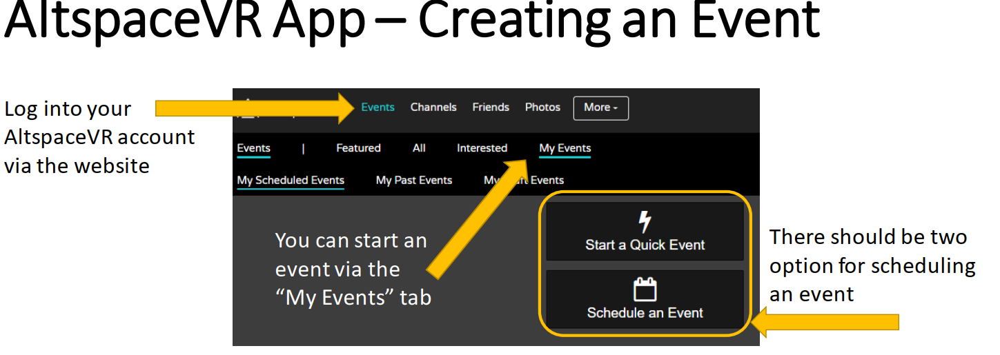 AltspaceVR App – Creating an Event
Log into your
AltspaceVR account
via the website
Events Channels Friends Photos More
Events | Featured All Interested My Events
My Scheduled Events My Past Events My Events
You can start an
event via the
“My Events” tab
Start a Quick Event
Schedule an Event
There should be two
option for scheduling
an event